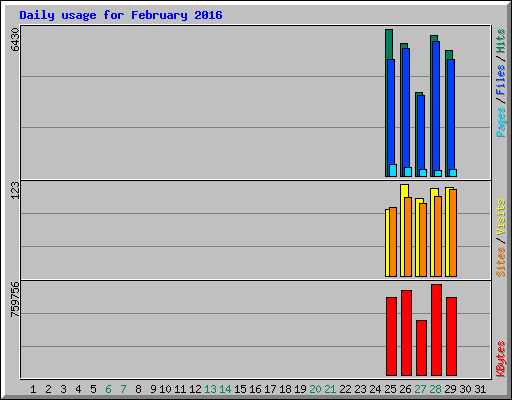 Daily usage for February 2016
6430
123
759756
Pages / Files / Hits
Sites / Visits
KBytes
1 2 3 4 5 6 7 8 9 10 11 12 13 14 15 16 17 18 19 20 21 22 23 24 25 26 27 28 29 30 31